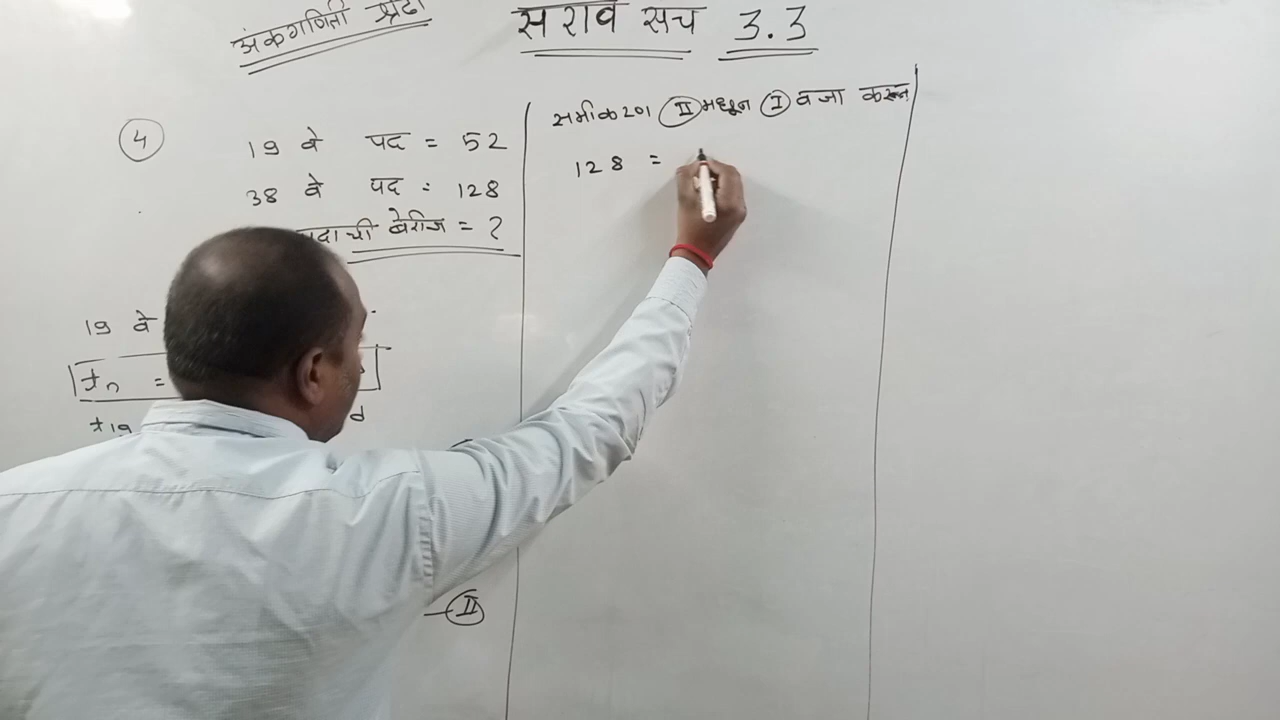 अंकगणिती श्रेढी
सराव संच 3.3
4
19 वे पद = 52
38 वे पद = 128
पदाची बेरीज = ?
19 वे
tn =
t19
d
II
समीकरण II मधून I वजा करून
128 =